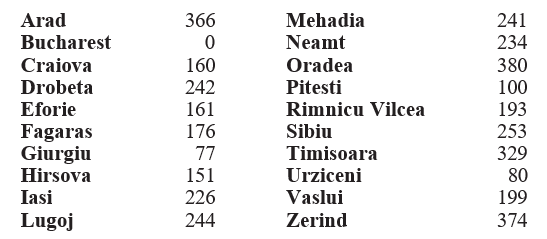 Arad 366 Mehadia 241
Bucharest 0 Neamt 234
Craiova 160 Oradea 380
Drobeta 242 Pitesti 100
Eforie 161 Rimnicu Vilcea 193
Fagaras 176 Sibiu 253
Giurgiu 77 Timisoara 329
Hirsova 151 Urziceni 80
Iasi 226 Vaslui 199
Lugoj 244 Zerind 374